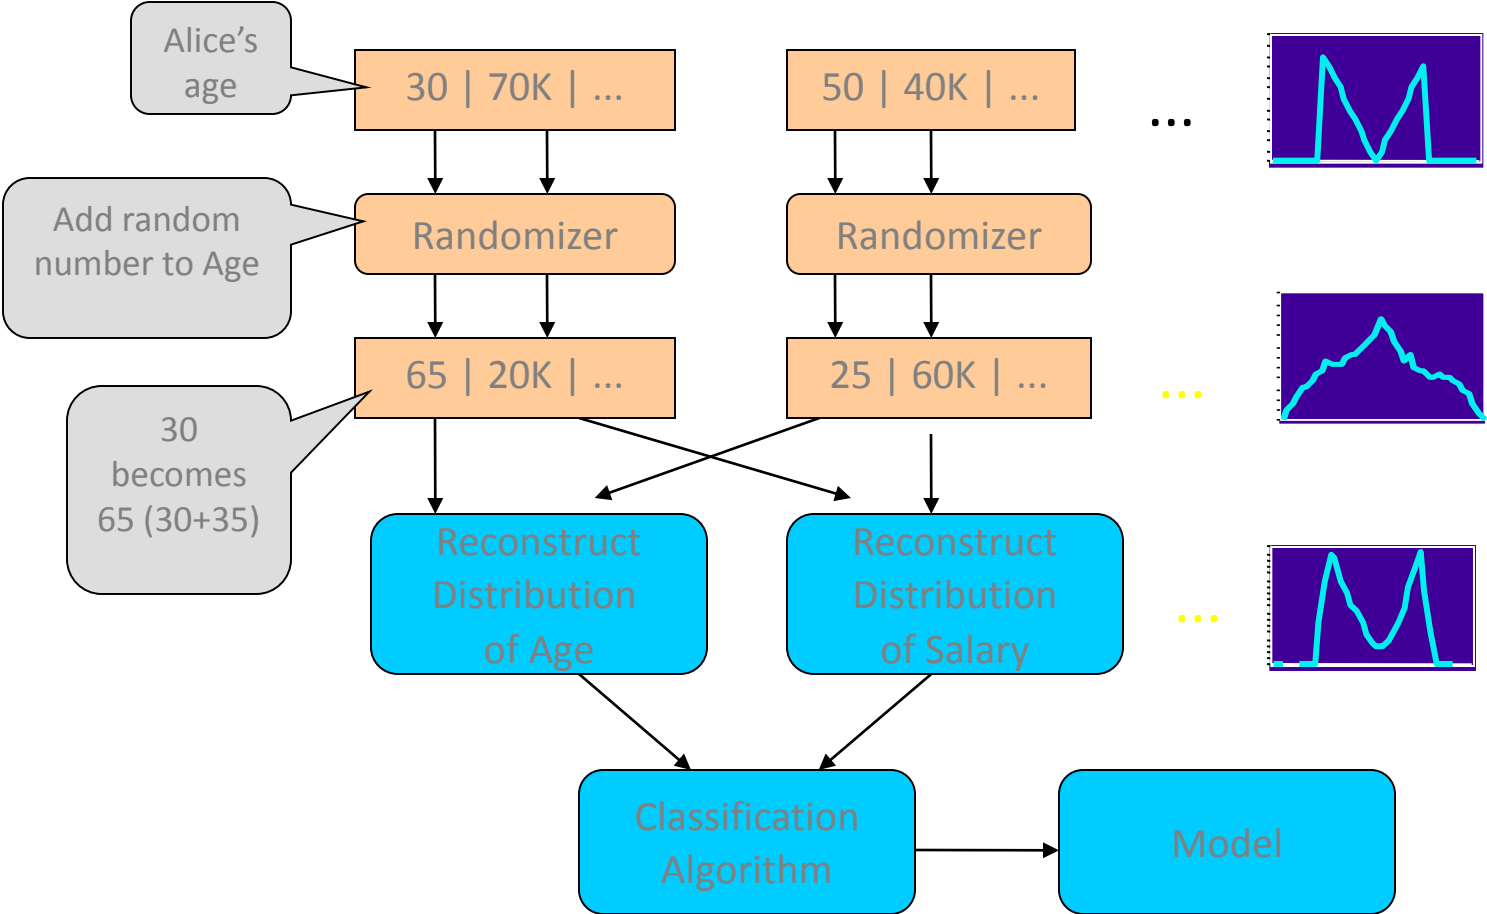 Alice’s
age
30 | 70K | ...
50 | 40K | ...
...
Add random
number to Age
Randomizer
Randomizer
65 | 20K | ...
25 | 60K | ...
...
30
becomes
65 (30+35)
Reconstruct
Distribution
of Age
Reconstruct
Distribution
of Salary
...
Classification
Algorithm
Model